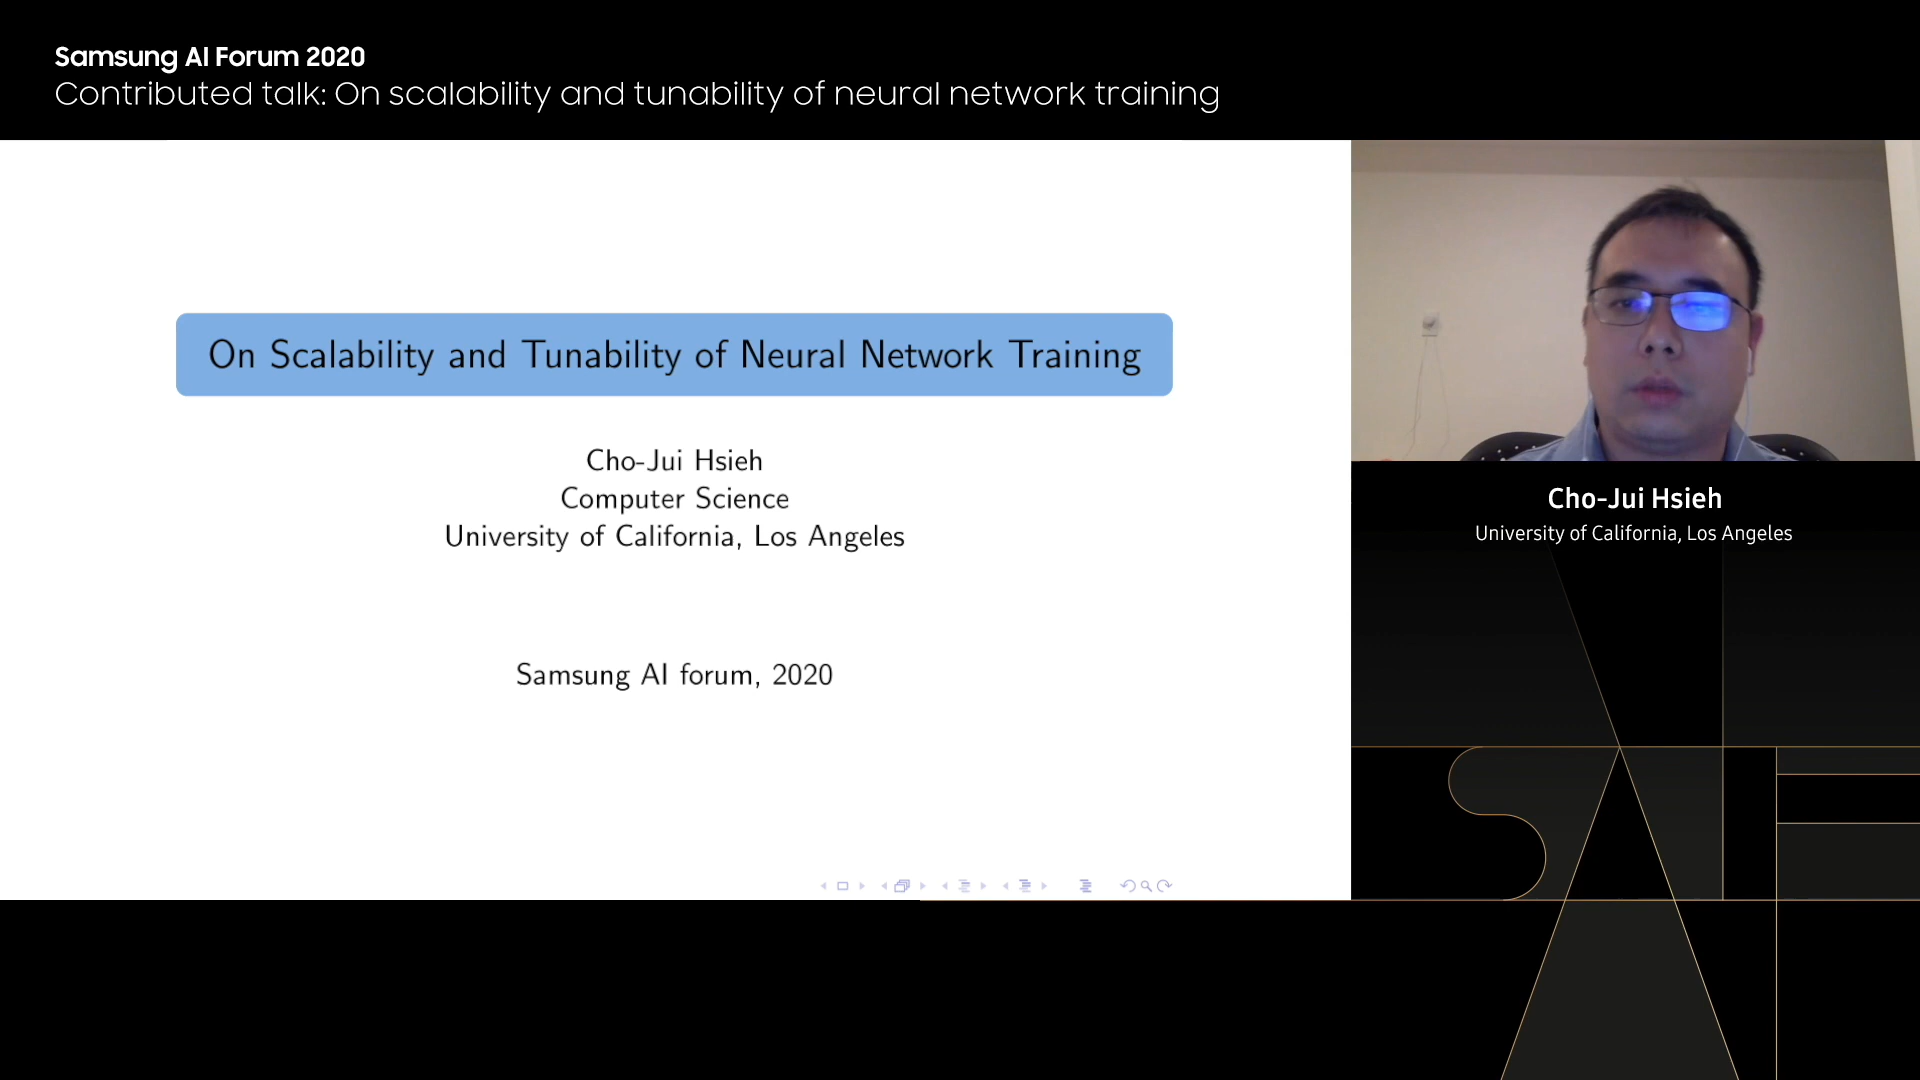 Samsung AI Forum 2020
Contributed talk: On scalability and tunability of neural network training
On Scalability and Tunability of Neural Network Training
Cho-Jui Hsieh
Computer Science
University of California, Los Angeles
Samsung AI forum, 2020
Cho-Jui Hsieh
University of California, Los Angeles